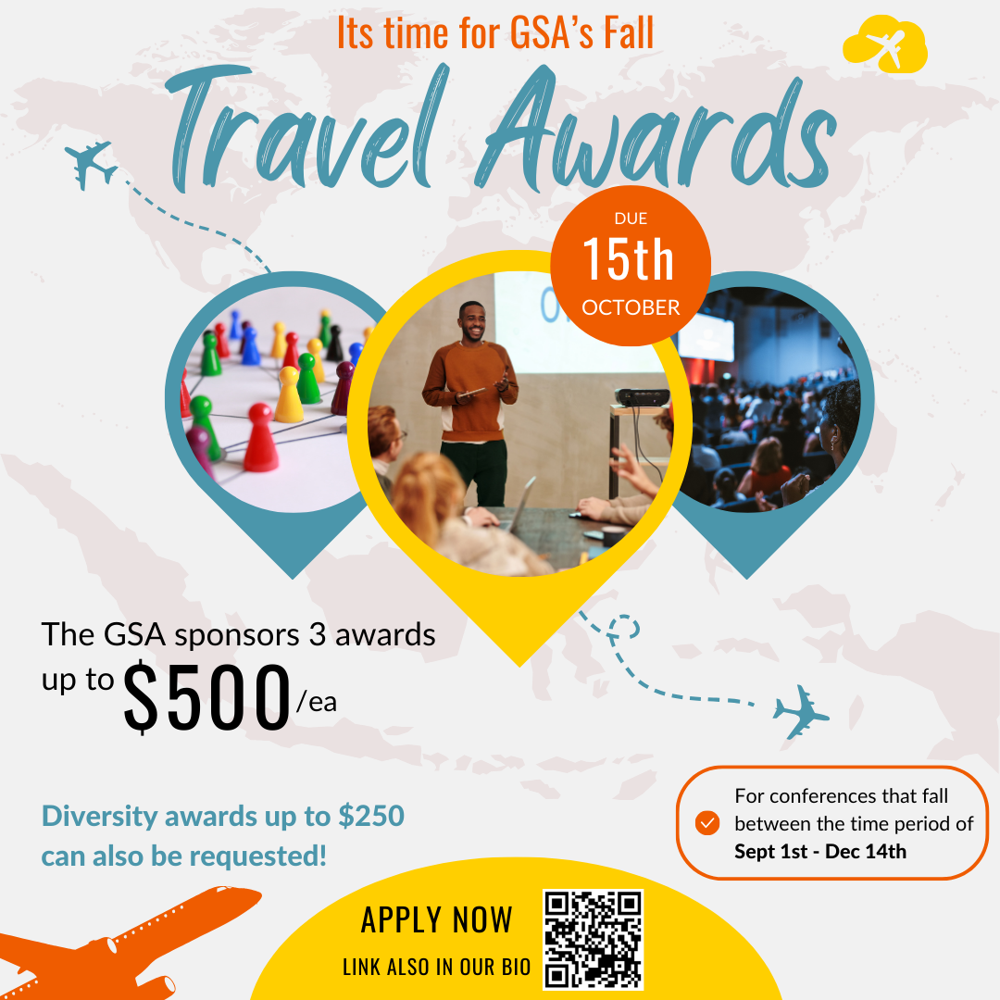 Its time for GSA’s Fall
Travel Awards
DUE
15th
OCTOBER
The GSA sponsors 3 awards
up to $500/ea
Diversity awards up to $250
can also be requested!
For conferences that fall
between the time period of
Sept 1st - Dec 14th
APPLY NOW
LINK ALSO IN OUR BIO